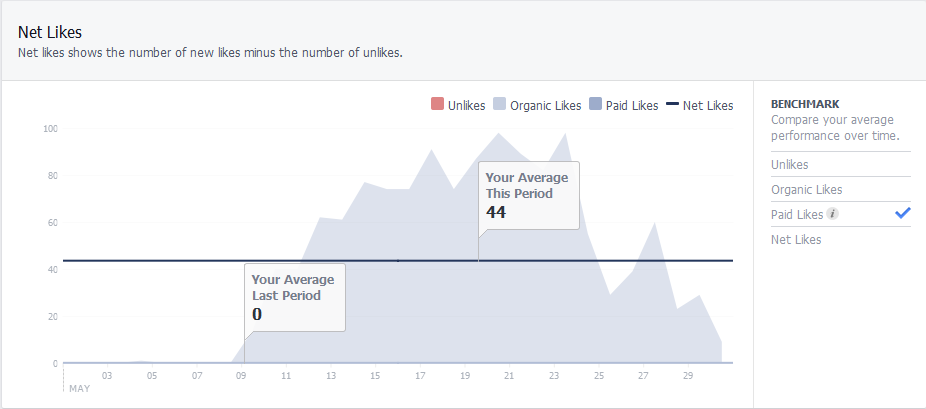 Net Likes
Net likes shows the number of new likes minus the number of unlikes.
Unlikes Organic Likes Paid Likes Net Likes
100
80
60
40
20
0
Your Average
This Period
44
Your Average
Last Period
0
03 05 07 09 11 13 15 17 19 21 23 25 27 29
MAY
BENCHMARK
Compare your average
performance over time.
Unlikes
Organic Likes
Paid Likes i
Net Likes